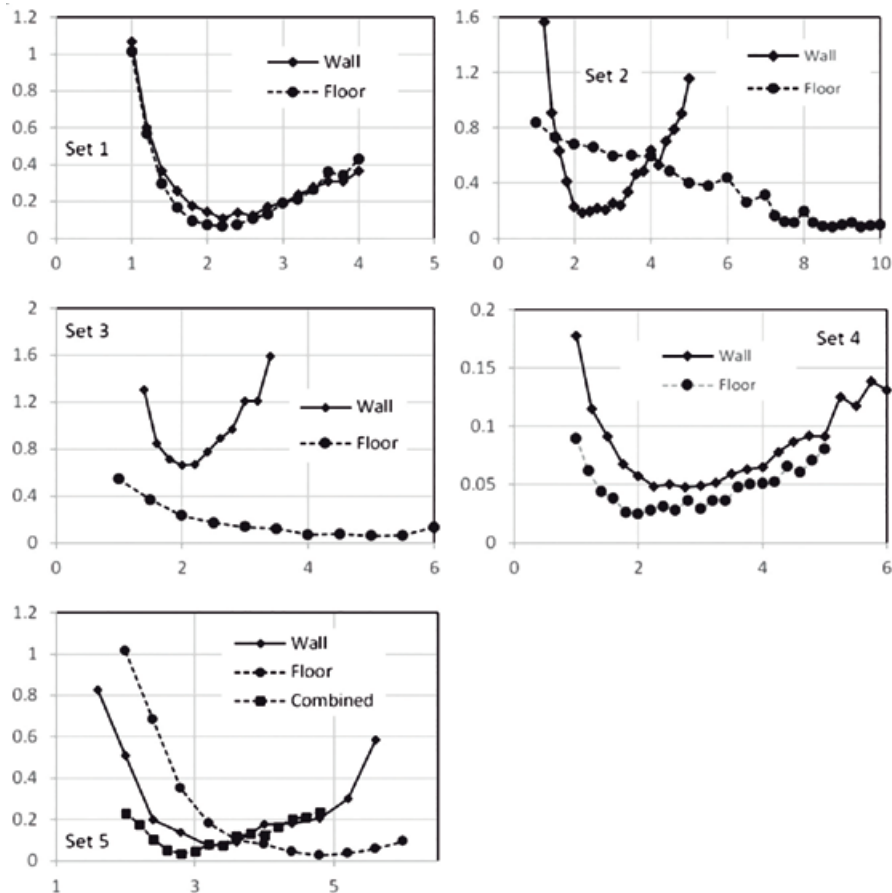 1.2
1
0.8
0.6
0.4
0.2
0
0 1 2 3 4 5
Wall
Floor
Set 1
1.6
1.2
0.8
0.4
0
0 2 4 6 8 10
Set 2
Wall
Floor
2
1.6
1.2
0.8
0.4
0
0 2 4 6
Set 3
Wall
Floor
0.2
0.15
0.1
0.05
0
0 2 4 6
Set 4
Wall
Floor
1.2
1
0.8
0.6
0.4
0.2
0
1 3 5
Wall
Floor
Combined
Set 5